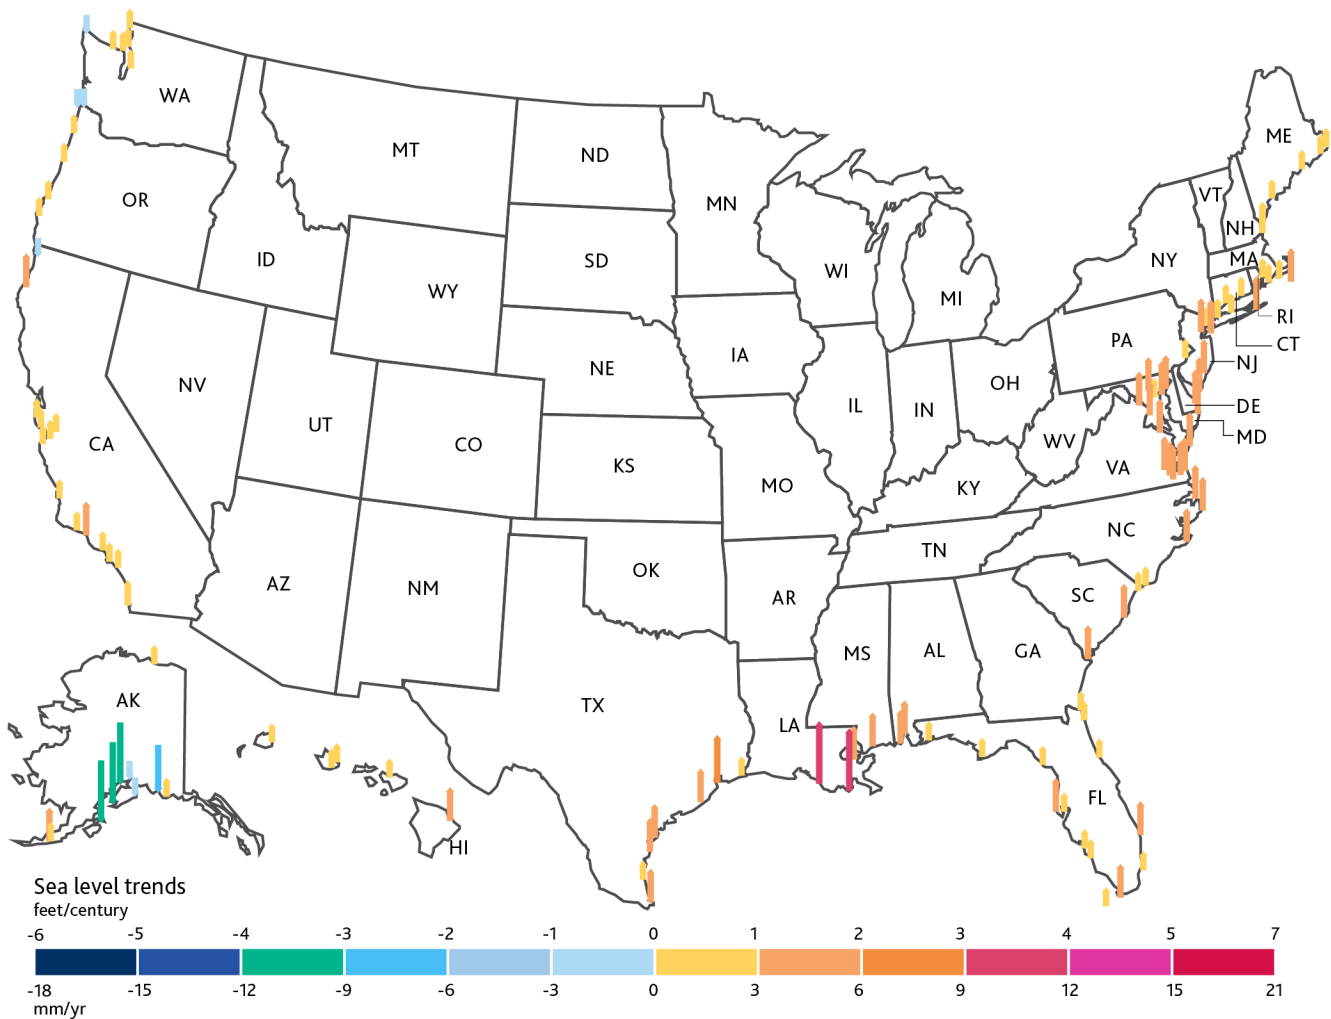 WA
MT
ND
MN
ME
VT
NH
OR
ID
WY
SD
WI
MI
NY
MA
RI
CT
NJ
NV
UT
CO
NE
IA
IL
IN
OH
PA
DE
MD
CA
KS
MO
KY
WV
VA
AZ
NM
OK
AR
TN
NC
SC
MS
AL
GA
AK
TX
LA
FL
HI
Sea level trends
feet/century
-6 -5 -4 -3 -2 -1 0 1 2 3 4 5 7
-18 -15 -12 -9 -6 -3 0 3 6 9 12 15 21
mm/yr